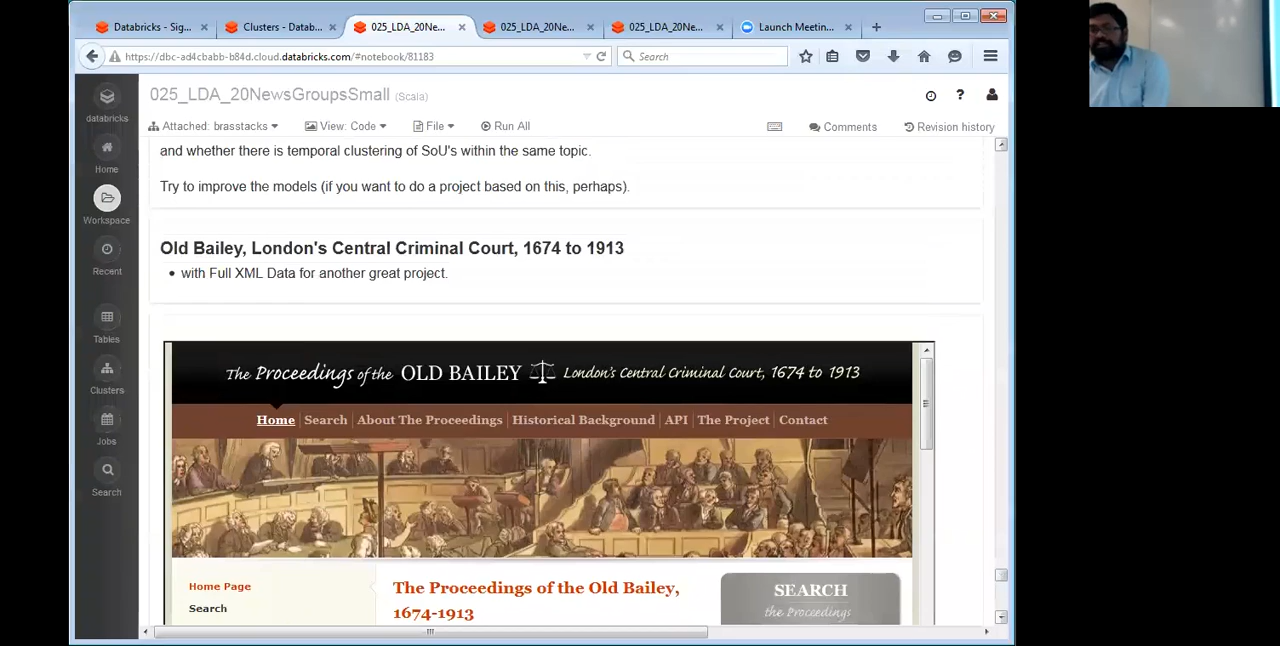 Databricks - Sig...
Clusters - Datab...
025_LDA_20Ne...
025_LDA_20New...
025_LDA_20New...
Launch Meetin...
https://dbc-ad4cbabb-b84d.cloud.databricks.com/#notebook/81183
Search
025_LDA_20NewsGroupsSmall (Scala)
Attached: brasstacks View: Code File Run All Comments Revision history
databricks
Home
Workspace
Recent
Tables
Clusters
Jobs
Search
and whether there is temporal clustering of SoU's within the same topic.
Try to improve the models (if you want to do a project based on this, perhaps).
Old Bailey, London's Central Criminal Court, 1674 to 1913
• with Full XML Data for another great project.
The Proceedings of the OLD BAILEY London's Central Criminal Court, 1674 to 1913
Home Search About The Proceedings Historical Background API The Project Contact
Home Page
Search
The Proceedings of the Old Bailey,
1674-1913
SEARCH
the Proceedings